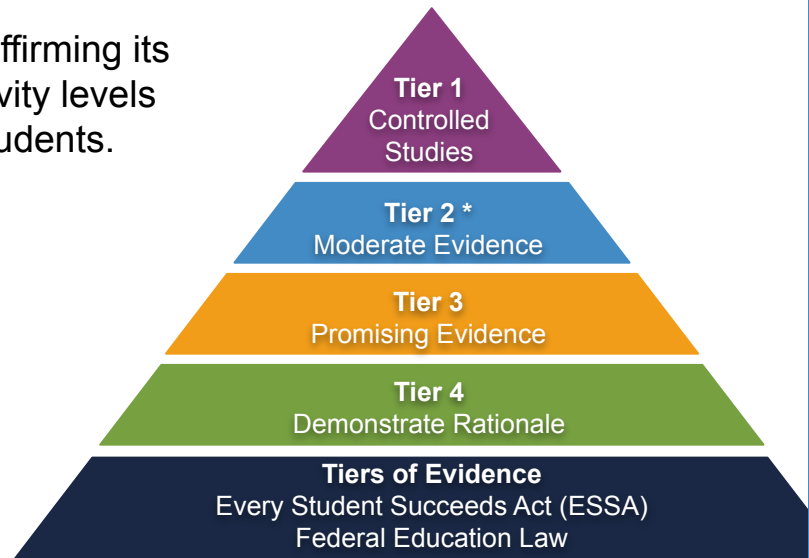 ffirming its
vity levels
udents.
Tier 1
Controlled
Studies
Tier 2 *
Moderate Evidence
Tier 3
Promising Evidence
Tier 4
Demonstrate Rationale
Tiers of Evidence
Every Student Succeeds Act (ESSA)
Federal Education Law